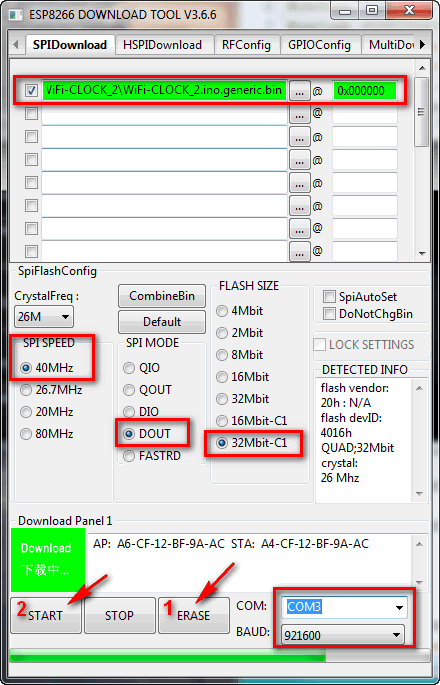 ESP8266 DOWNLOAD TOOL V3.6.6
SPIDownload HSPIDownload RFConfig GPIOConfig MultiDo
WiFi-CLOCK_2\WiFi-CLOCK_2.ino.generic.bin ... @ 0x000000
... @
... @
... @
... @
... @
... @
... @
SpiFlashConfig
CrystalFreq :
26M
CombineBin
Default
SPI SPEED
40MHz
26.7MHz
20MHz
80MHz
SPI MODE
QIO
QOUT
DIO
DOUT
FASTRD
FLASH SIZE
4Mbit
2Mbit
8Mbit
16Mbit
32Mbit
16Mbit-C1
32Mbit-C1
SpiAutoSet
DoNotChgBin
LOCK SETTINGS
DETECTED INFO
flash vendor:
20h : N/A
flash devID:
4016h
QUAD;32Mbit
crystal:
26 Mhz
Download Panel 1
Download
下载中...
AP: A6-CF-12-BF-9A-AC STA: A4-CF-12-BF-9A-AC
2 START
STOP
1 ERASE
COM: COM3
BAUD: 921600